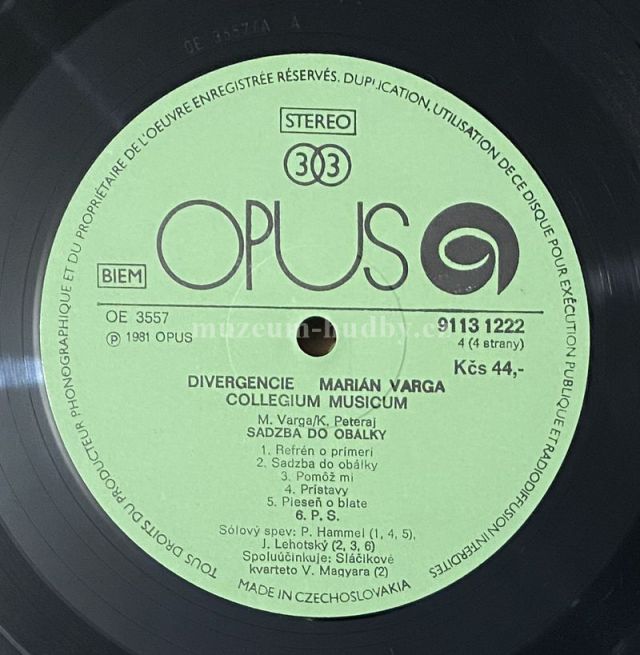 OE 3557/A A
TOUS DROITS DU PRODUCTEUR PHONOGRAPHIQUE ET DU PROPRIÉTAIRE DE L'OEUVRE ENREGISTRÉE RÉSERVÉS. DUPLICATION, UTILISATION DE CE DISQUE POUR EXÉCUTION PUBLIQUE ET RADIODIFFUSION INTERDITES
STEREO
33
OPUS
BIEM
OE 3557
Ⓟ 1981 OPUS
muzeum-hudby.cz
9113 1222
4 (4 strany)
Kčs 44,-
DIVERGENCIE MARIÁN VARGA
COLLEGIUM MUSICUM
M. Varga/K. Peteraj
SADZBA DO OBÁLKY
1. Refrén o primeri
2. Sadzba do obálky
3. Pomôž mi
4. Prístavy
5. Pieseň o blate
6. P. S.
Sólový spev: P. Hammel (1, 4, 5),
J. Lehotský (2, 3, 6)
Spoluúčinkuje: Sláčikové
kvarteto V. Magyara (2)
MADE IN CZECHOSLOVAKIA